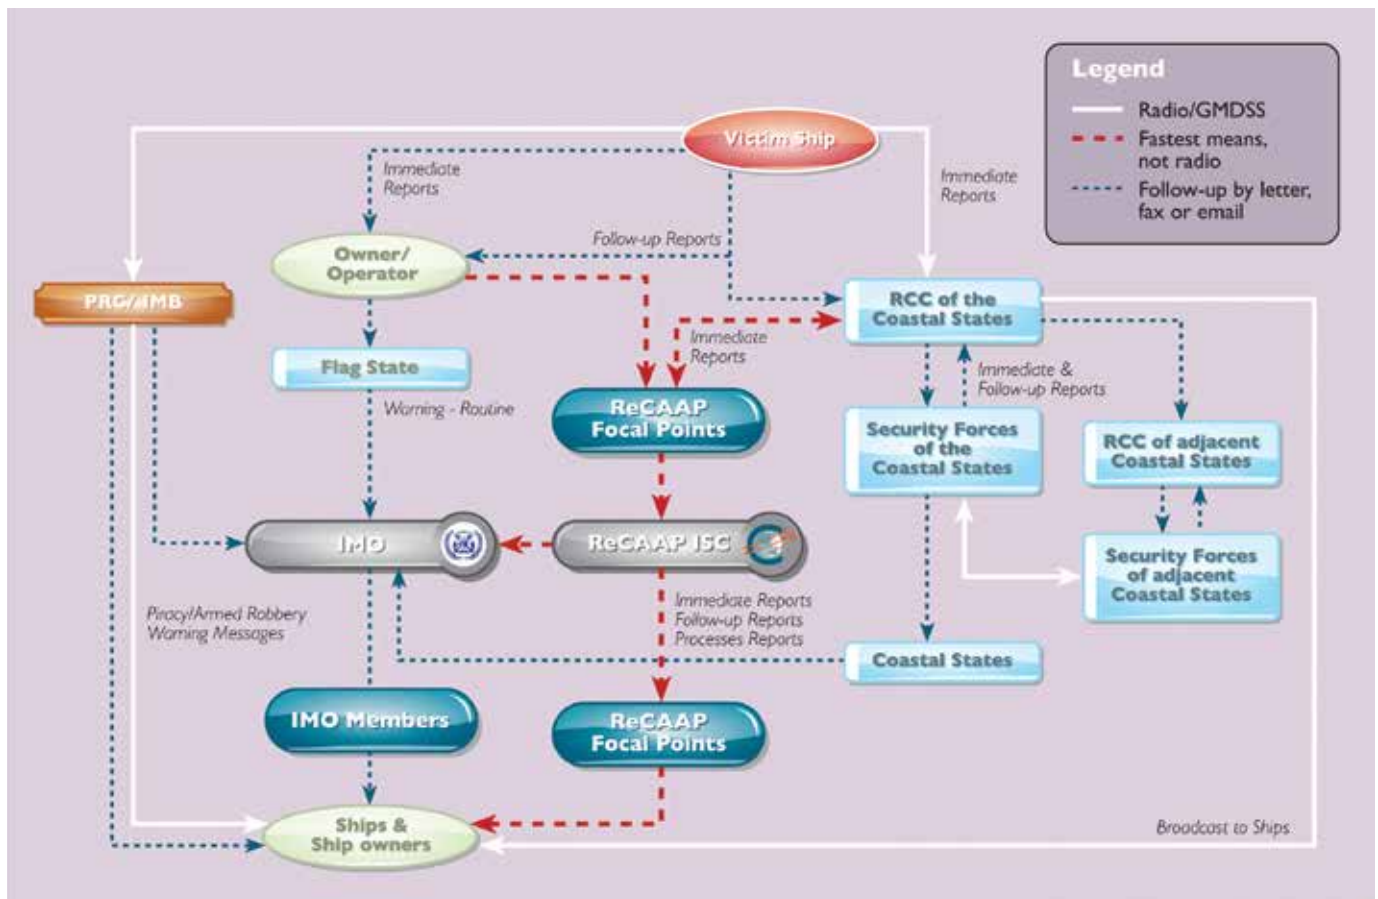 Legend
Radio/GMDSS
Fastest means,
not radio
Follow-up by letter,
fax or email
Victim Ship
Immediate
Reports
Immediate
Reports
Follow-up Reports
Owner/
Operator
PRC/IMB
RCC of the
Coastal States
Immediate
Reports
Flag State
Immediate &
Follow-up Reports
Warning - Routine
ReCAAP
Focal Points
Security Forces
of the
Coastal States
RCC of adjacent
Coastal States
IMO
ReCAAP ISC
Security Forces
of adjacent
Coastal States
Piracy/Armed Robbery
Warning Messages
Immediate Reports
Follow-up Reports
Processes Reports
Coastal States
IMO Members
ReCAAP
Focal Points
Ships &
Ship owners
Broadcast to Ships